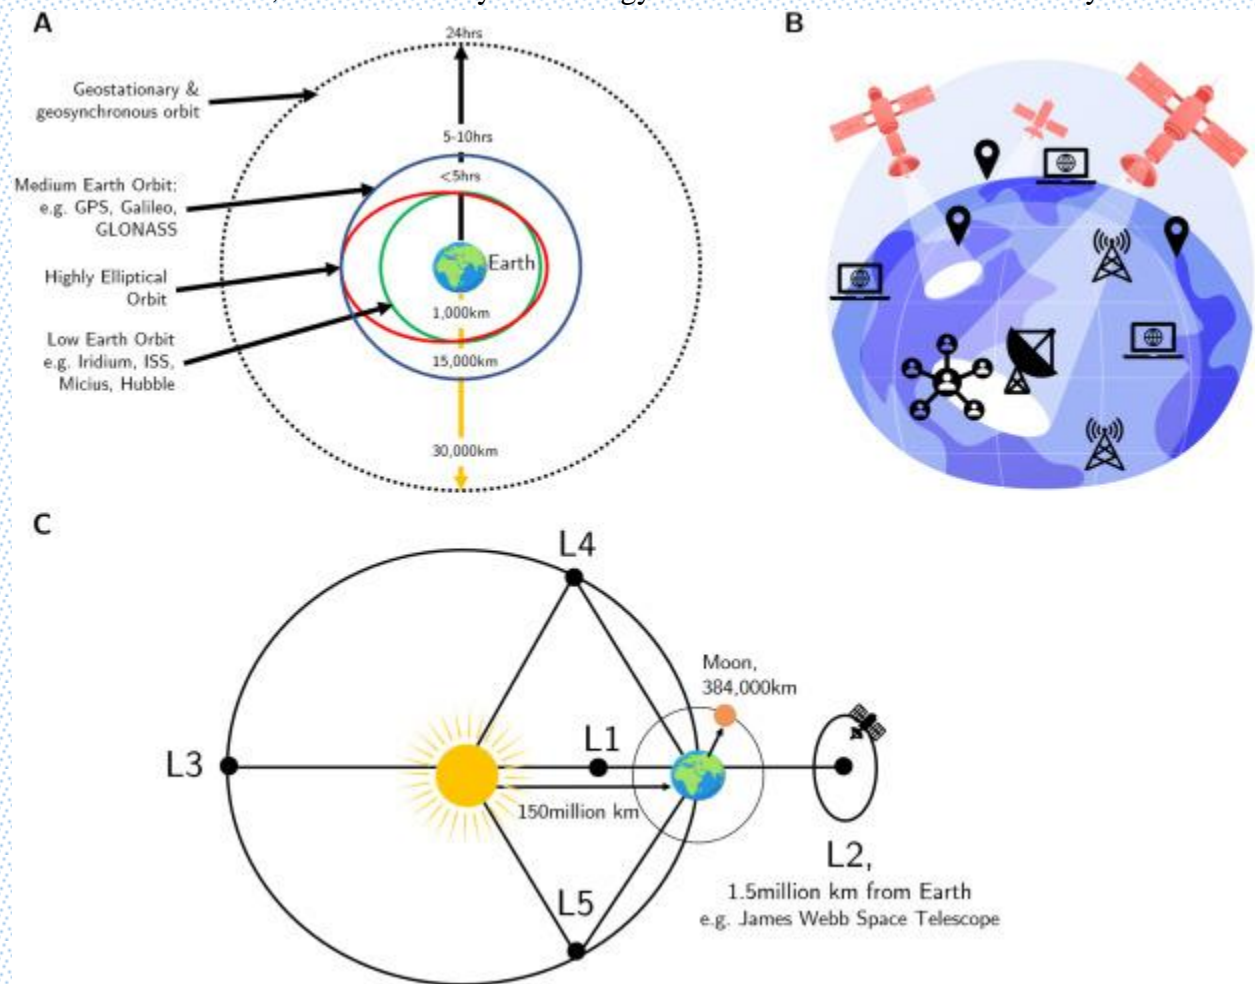 A
24hrs
Geostationary &
geosynchronous orbit
5-10hrs
<5hrs
Medium Earth Orbit:
e.g. GPS, Galileo,
GLONASS
Earth
Highly Elliptical
Orbit
1,000km
Low Earth Orbit
e.g. Iridium, ISS,
Micius, Hubble
15,000km
30,000km
B
C
L4
Moon,
384,000km
L3
L1
150million km
L2,
1.5million km from Earth
e.g. James Webb Space Telescope
L5